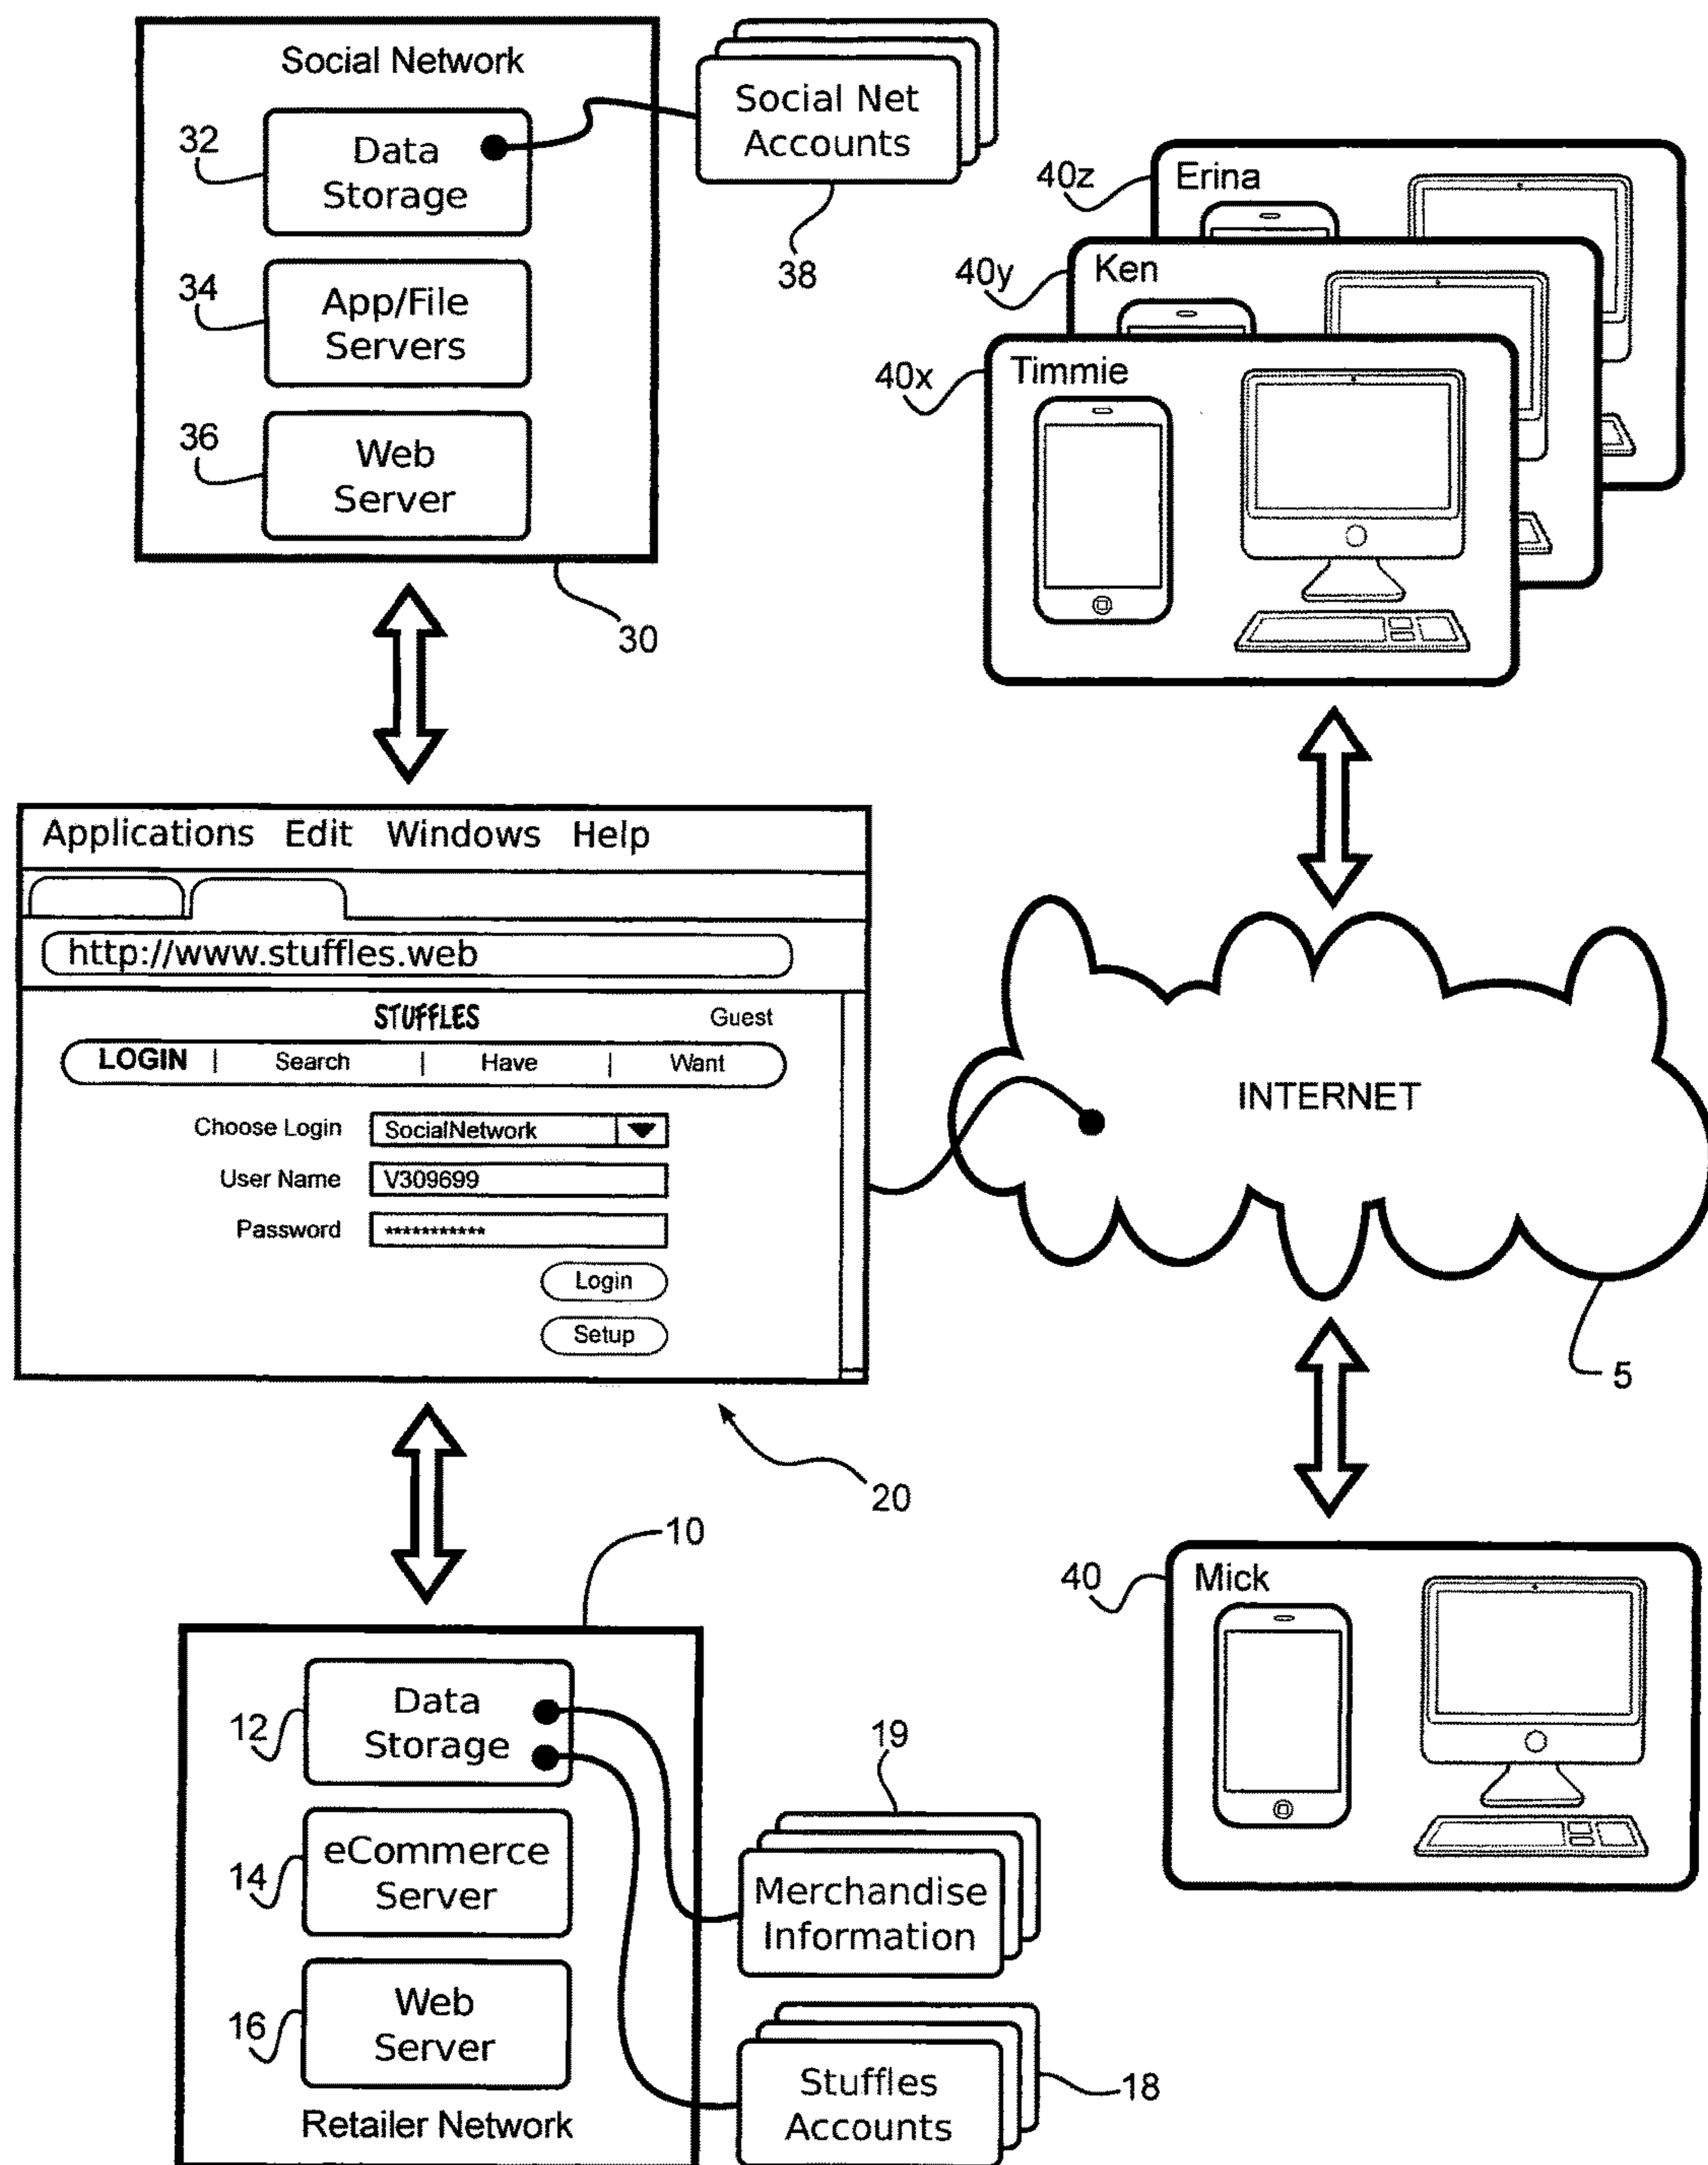 Social Network
32
Data
Storage
34
App/File
Servers
36
Web
Server
30
Social Net
Accounts
38
40z
Erina
40y
Ken
40x
Timmie
Applications Edit Windows Help
http://www.stuffles.web
STUFFLES
Guest
LOGIN | Search | Have | Want
Choose Login
SocialNetwork
User Name
V309699
Password
***********
Login
Setup
20
INTERNET
5
10
12
Data
Storage
14
eCommerce
Server
16
Web
Server
Retailer Network
19
Merchandise
Information
Stuffles
Accounts
18
40
Mick